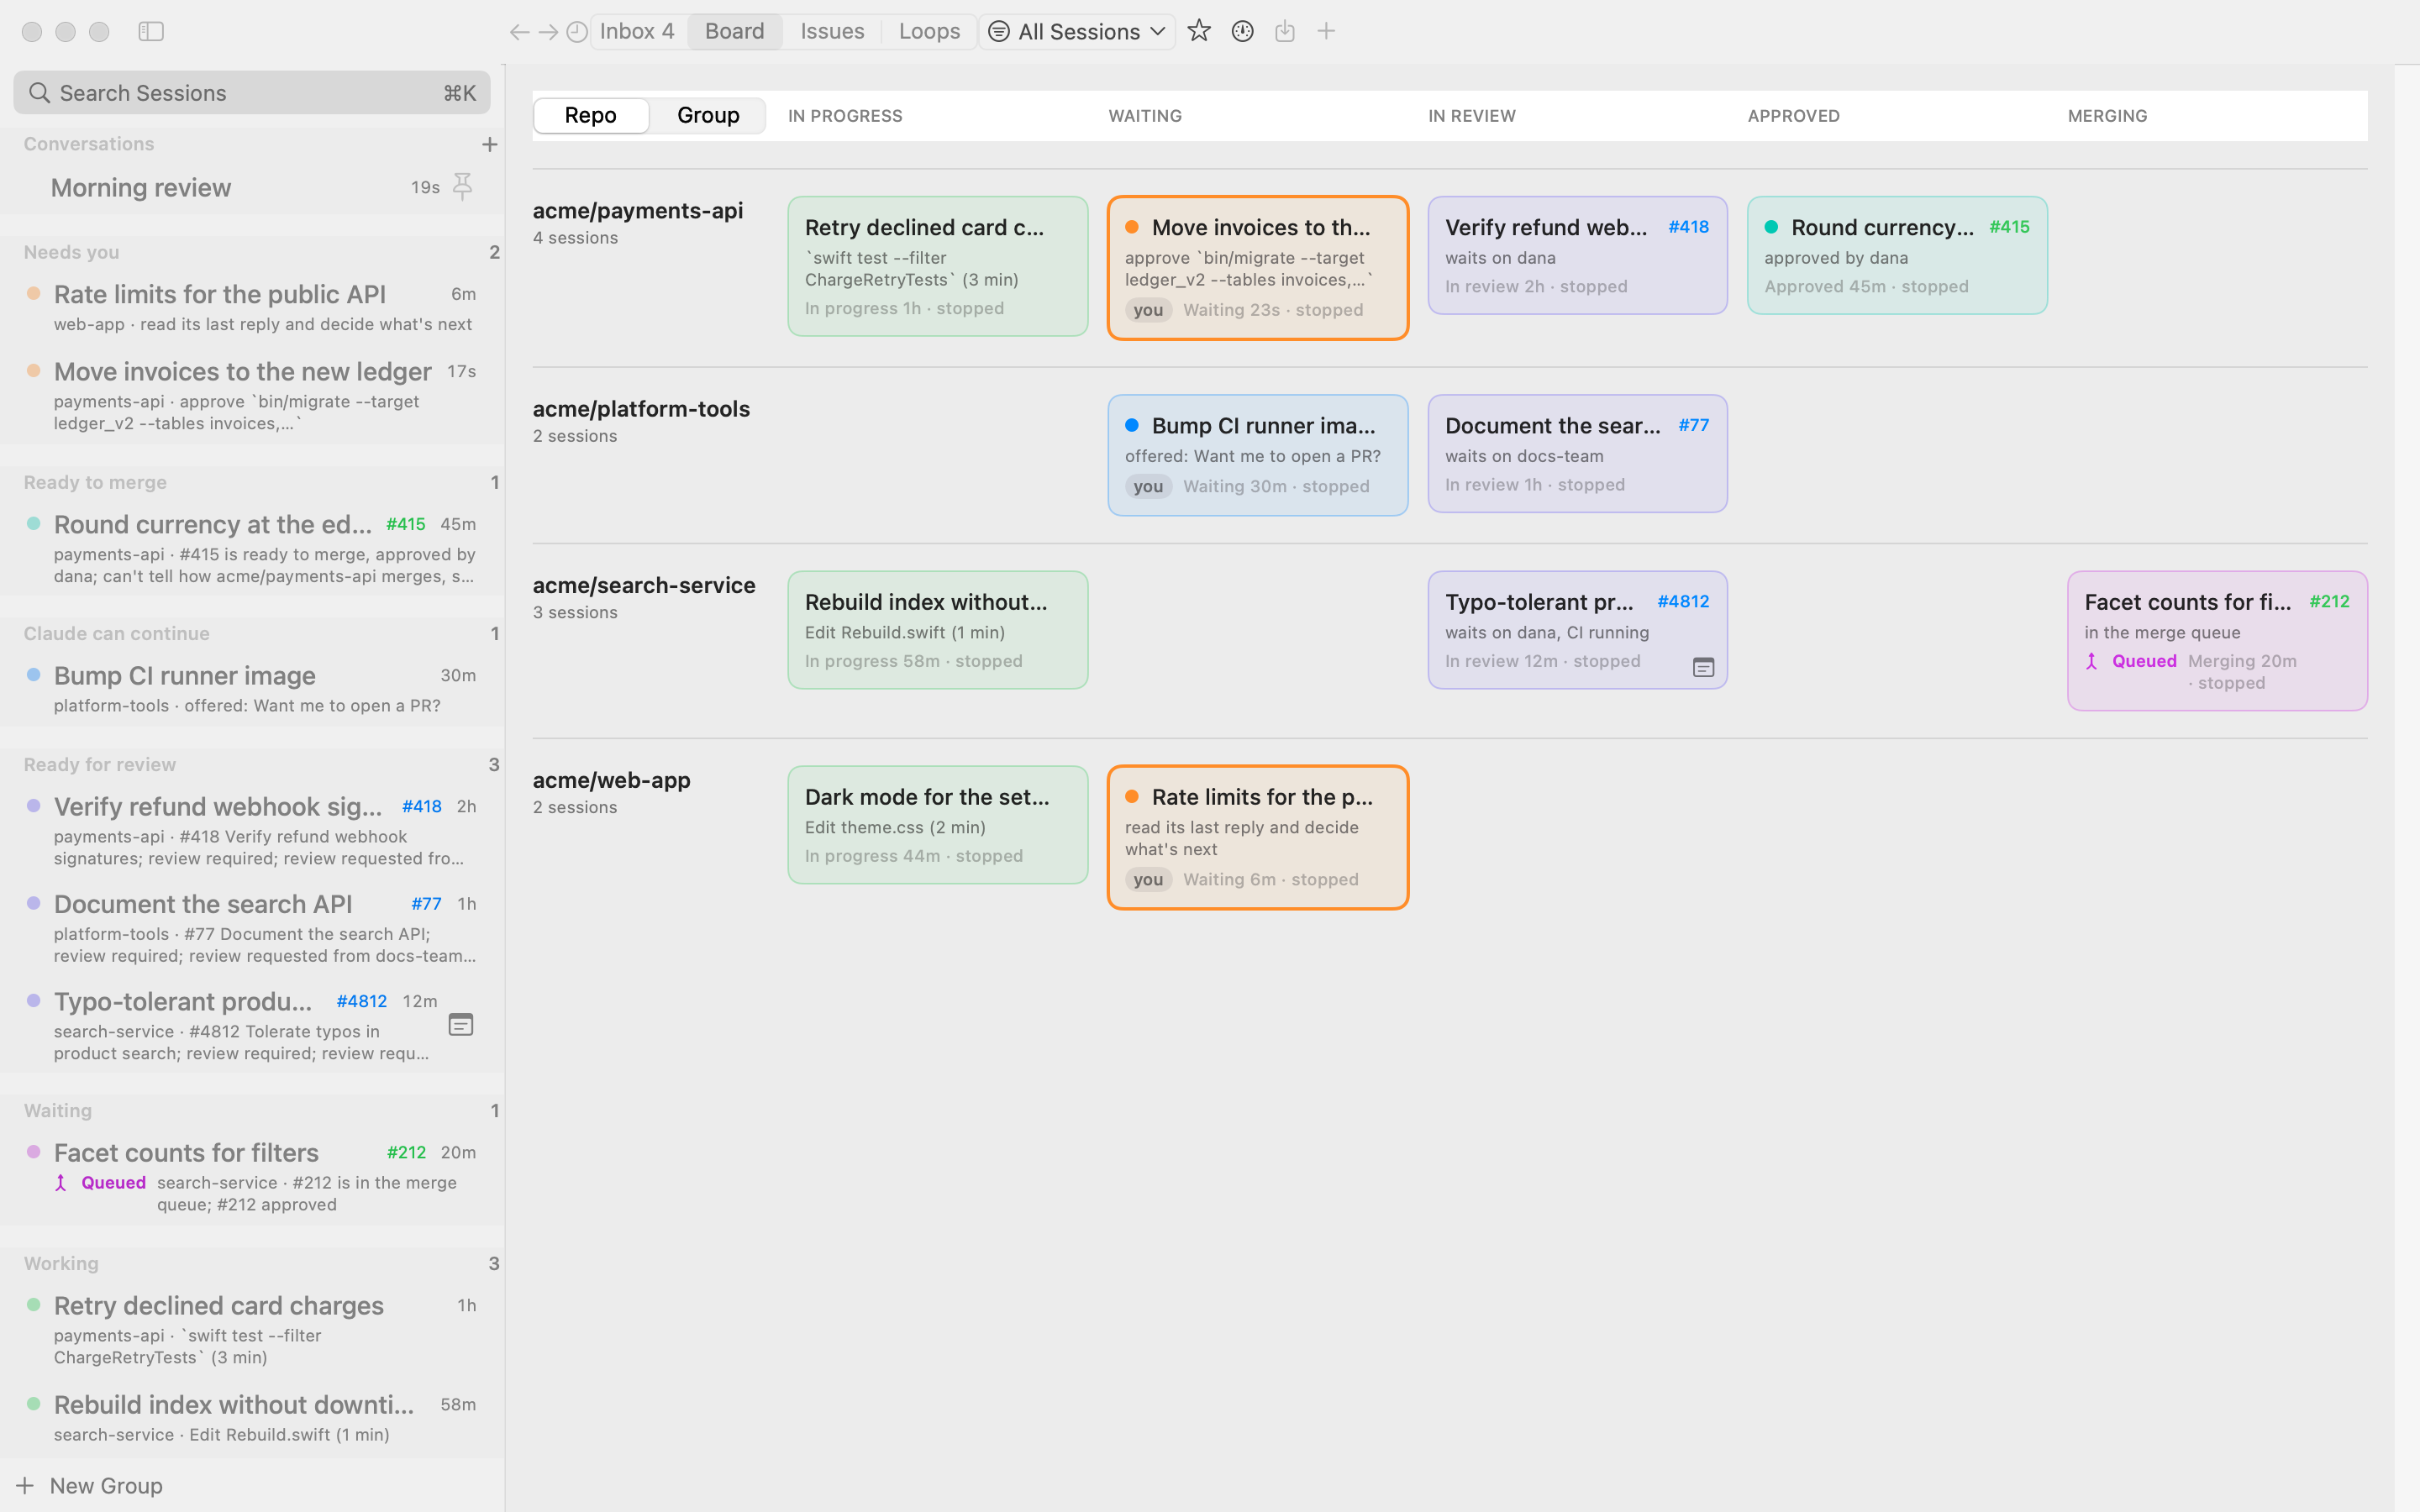 Inbox 4
Board
Issues
Loops
All Sessions
Search Sessions ⌘K
Conversations
Morning review 19s
Needs you 2
Rate limits for the public API 6m
web-app · read its last reply and decide what's next
Move invoices to the new ledger 17s
payments-api · approve `bin/migrate --target
ledger_v2 --tables invoices,...`
Ready to merge 1
Round currency at the ed... #415 45m
payments-api · #415 is ready to merge, approved by
dana; can't tell how acme/payments-api merges, s...
Claude can continue 1
Bump CI runner image 30m
platform-tools · offered: Want me to open a PR?
Ready for review 3
Verify refund webhook sig... #418 2h
payments-api · #418 Verify refund webhook
signatures; review required; review requested fro...
Document the search API #77 1h
platform-tools · #77 Document the search API;
review required; review requested from docs-team...
Typo-tolerant produ... #4812 12m
search-service · #4812 Tolerate typos in
product search; review required; review requ...
Waiting 1
Facet counts for filters #212 20m
Queued search-service · #212 is in the merge
queue; #212 approved
Working 3
Retry declined card charges 1h
payments-api · `swift test --filter
ChargeRetryTests` (3 min)
Rebuild index without downti... 58m
search-service · Edit Rebuild.swift (1 min)
New Group
Repo Group IN PROGRESS WAITING IN REVIEW APPROVED MERGING
acme/payments-api
4 sessions
Retry declined card c...
`swift test --filter
ChargeRetryTests` (3 min)
In progress 1h · stopped
Move invoices to th...
approve `bin/migrate --target
ledger_v2 --tables invoices,...`
you Waiting 23s · stopped
Verify refund web... #418
waits on dana
In review 2h · stopped
Round currency... #415
approved by dana
Approved 45m · stopped
acme/platform-tools
2 sessions
Bump CI runner ima...
offered: Want me to open a PR?
you Waiting 30m · stopped
Document the sear... #77
waits on docs-team
In review 1h · stopped
acme/search-service
3 sessions
Rebuild index without...
Edit Rebuild.swift (1 min)
In progress 58m · stopped
Typo-tolerant pr... #4812
waits on dana, CI running
In review 12m · stopped
Facet counts for fi... #212
in the merge queue
Queued Merging 20m
· stopped
acme/web-app
2 sessions
Dark mode for the set...
Edit theme.css (2 min)
In progress 44m · stopped
Rate limits for the p...
read its last reply and decide
what's next
you Waiting 6m · stopped